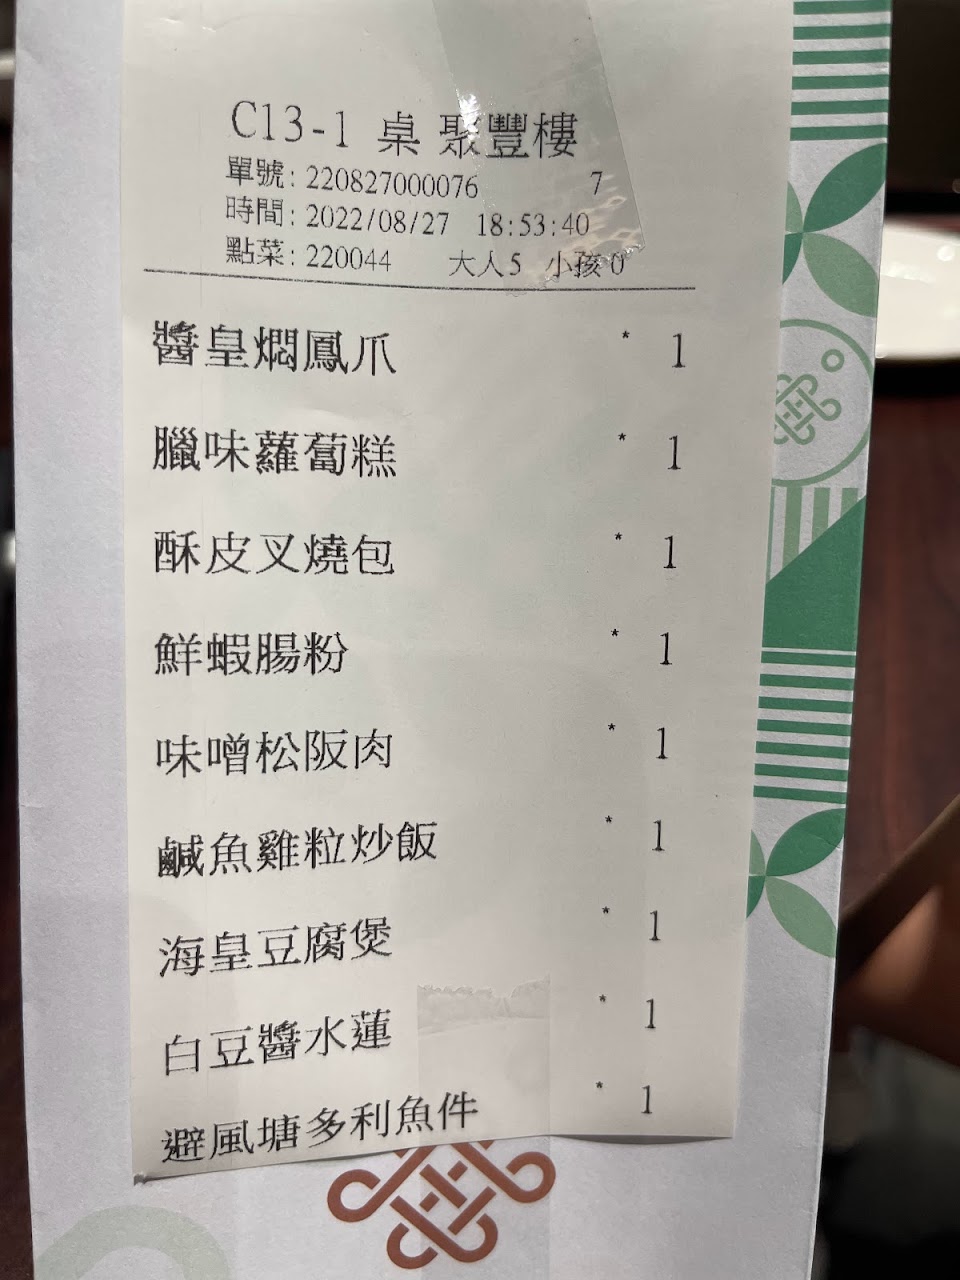 C13-1 桌 聚豐樓
單號: 220827000076 7
時間: 2022/08/27 18:53:40
點菜: 220044 大人5 小孩0
醬皇燜鳳爪 * 1
臘味蘿蔔糕 * 1
酥皮叉燒包 * 1
鮮蝦腸粉 * 1
味噌松阪肉 * 1
鹹魚雞粒炒飯 * 1
海皇豆腐煲 * 1
白豆醬水蓮 * 1
避風塘多利魚件 * 1